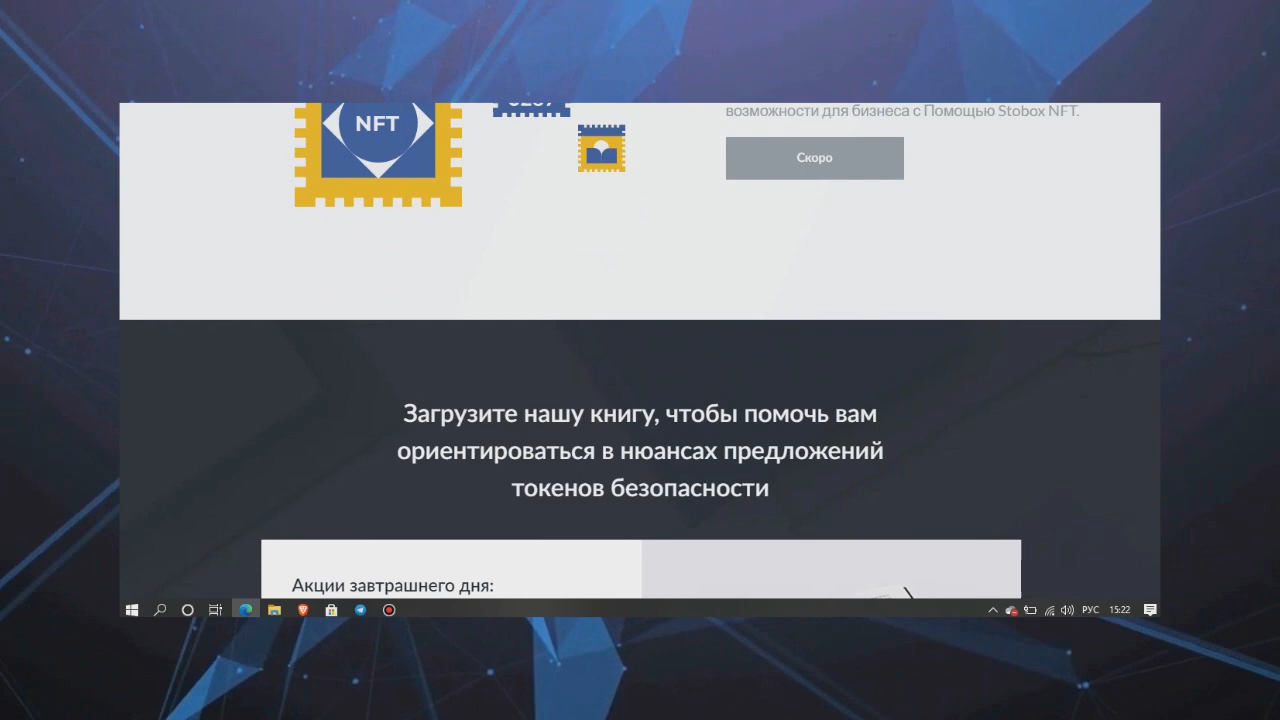 возможности для бизнеса с Помощью Stobox NFT.
NFT
Скоро
Загрузите нашу книгу, чтобы помочь вам
ориентироваться в нюансах предложений
токенов безопасности
Акции завтрашнего дня:
РУС 15:22